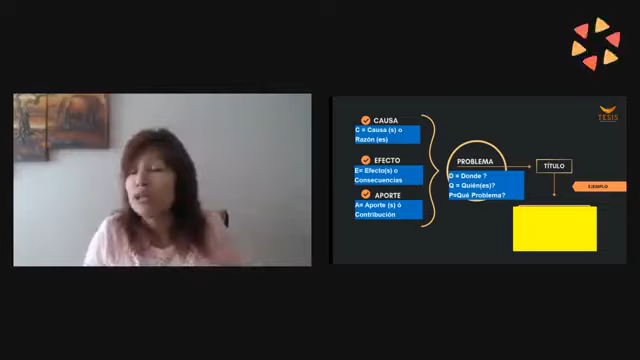 CAUSA
C = Causa (s) o
Razón (es)
EFECTO
E= Efecto(s) o
Consecuencias
APORTE
A= Aporte (s) ó
Contribución
PROBLEMA
D = Donde ?
Q = Quién(es)?
P=Qué Problema?
TÍTULO
EJEMPLO
TESIS